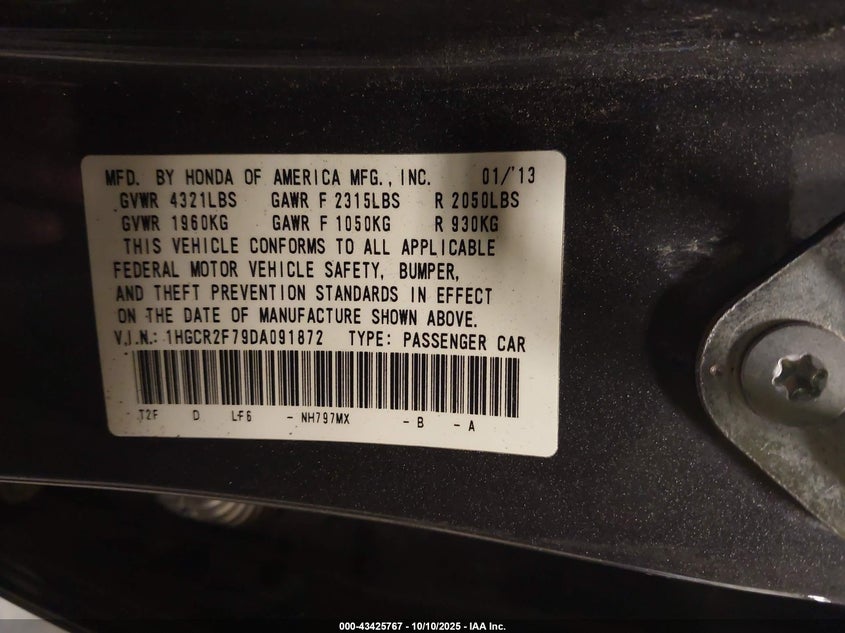 MFD. BY HONDA OF AMERICA MFG., INC. 01/'13
GVWR 4321LBS GAWR F 2315LBS R 2050LBS
GVWR 1960KG GAWR F 1050KG R 930KG
THIS VEHICLE CONFORMS TO ALL APPLICABLE
FEDERAL MOTOR VEHICLE SAFETY, BUMPER,
AND THEFT PREVENTION STANDARDS IN EFFECT
ON THE DATE OF MANUFACTURE SHOWN ABOVE.
V.I.N.: 1HGCR2F79DA091872 TYPE: PASSENGER CAR
T2F D LF6 - NH797MX - B - A
000-43425767 - 10/10/2025 - IAA Inc.